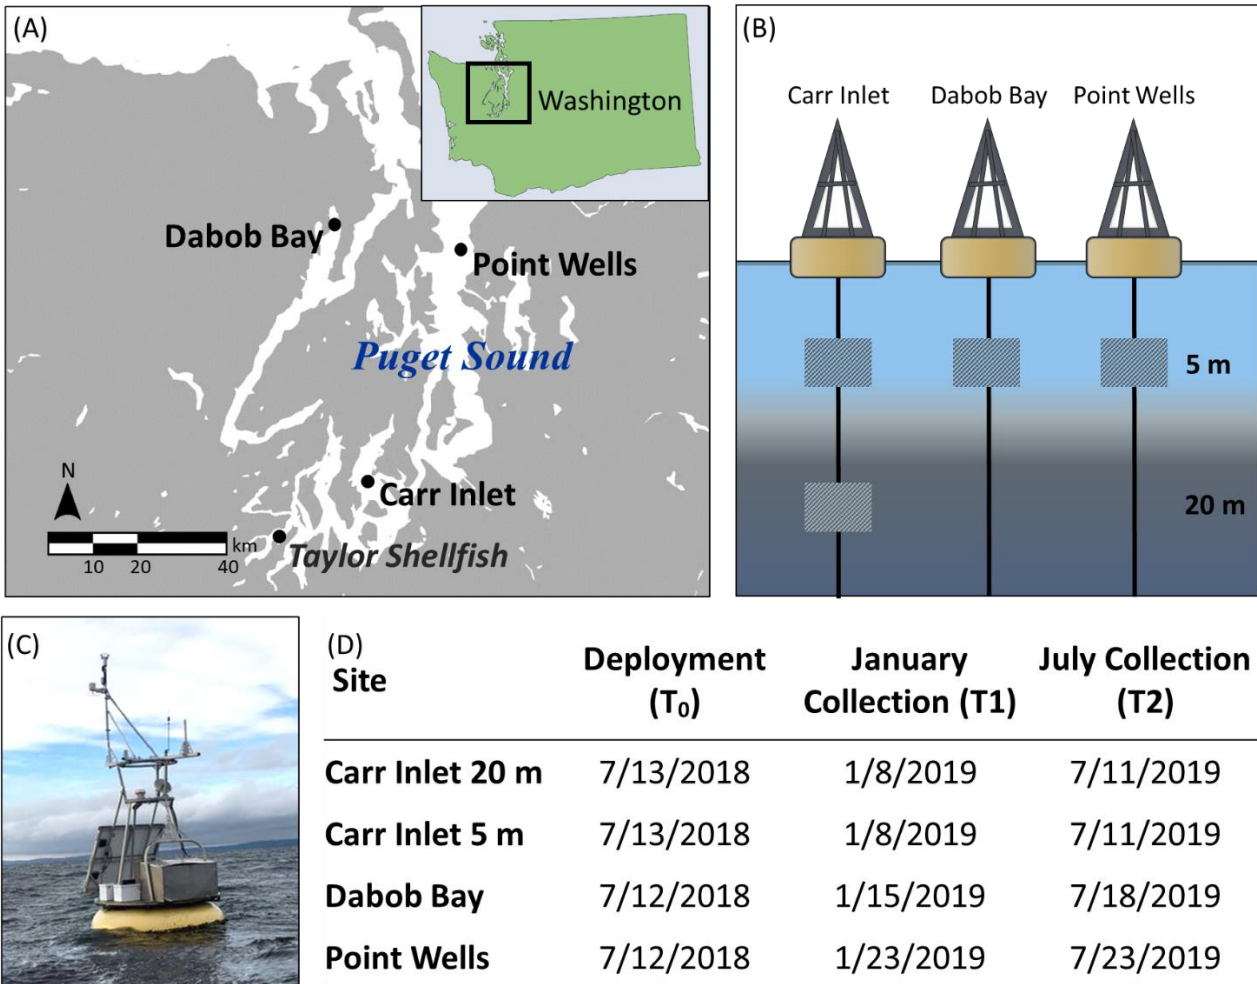 (A)
Washington
Dabob Bay
Point Wells
Puget Sound
N
Carr Inlet
km
10 20 40
Taylor Shellfish
(B)
Carr Inlet Dabob Bay Point Wells
5 m
20 m
(C)
(D)
Site Deployment (T₀) January Collection (T1) July Collection (T2)
Carr Inlet 20 m 7/13/2018 1/8/2019 7/11/2019
Carr Inlet 5 m 7/13/2018 1/8/2019 7/11/2019
Dabob Bay 7/12/2018 1/15/2019 7/18/2019
Point Wells 7/12/2018 1/23/2019 7/23/2019